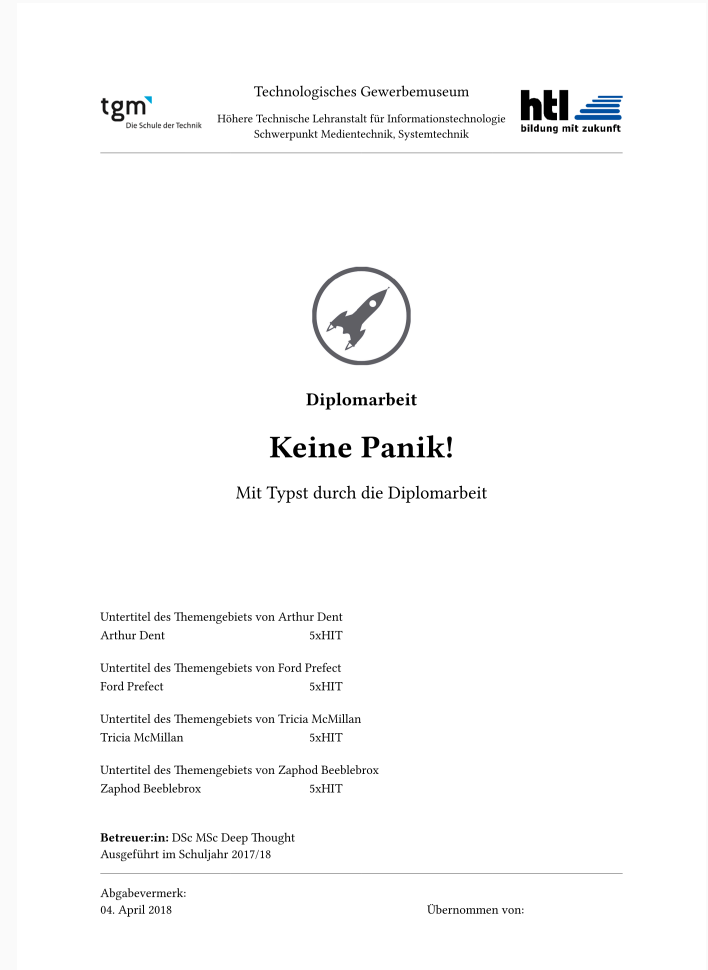 tgm
Die Schule der Technik
Technologisches Gewerbemuseum
Höhere Technische Lehranstalt für Informationstechnologie
Schwerpunkt Medientechnik, Systemtechnik
htl
bildung mit zukunft
Diplomarbeit
Keine Panik!
Mit Typst durch die Diplomarbeit
Untertitel des Themengebiets von Arthur Dent
Arthur Dent 5xHIT
Untertitel des Themengebiets von Ford Prefect
Ford Prefect 5xHIT
Untertitel des Themengebiets von Tricia McMillan
Tricia McMillan 5xHIT
Untertitel des Themengebiets von Zaphod Beeblebrox
Zaphod Beeblebrox 5xHIT
Betreuer:in: DSc MSc Deep Thought
Ausgeführt im Schuljahr 2017/18
Abgabevermerk:
04. April 2018 Übernommen von: